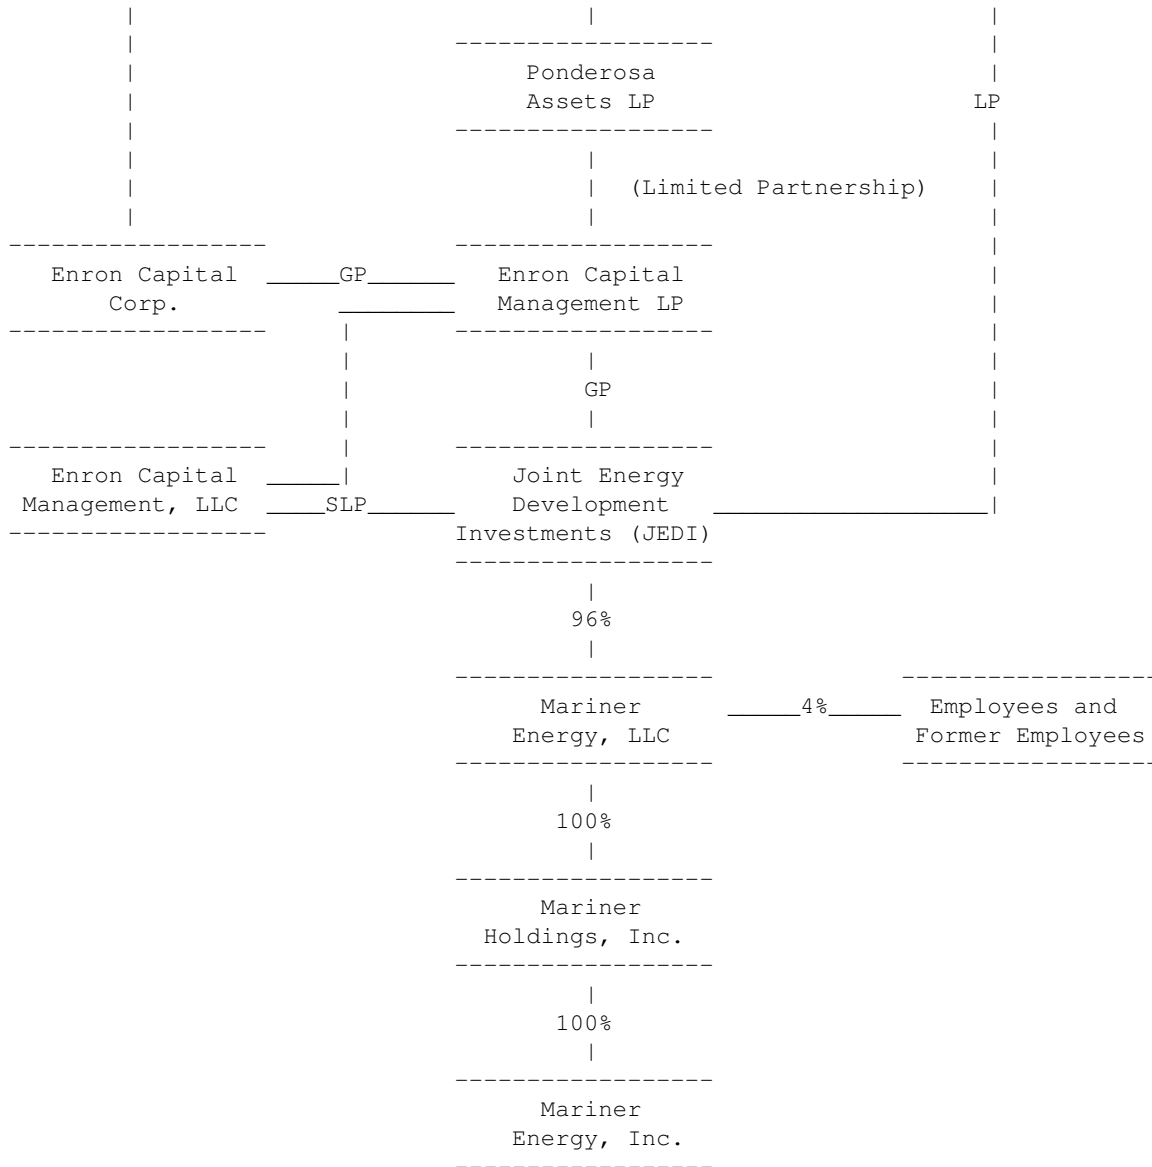 Ponderosa
Assets LP
LP
(Limited Partnership)
Enron Capital GP Enron Capital
Corp. Management LP
GP
Enron Capital Joint Energy
Management, LLC SLP Development
Investments (JEDI)
96%
Mariner 4% Employees and
Energy, LLC Former Employees
100%
Mariner
Holdings, Inc.
100%
Mariner
Energy, Inc.